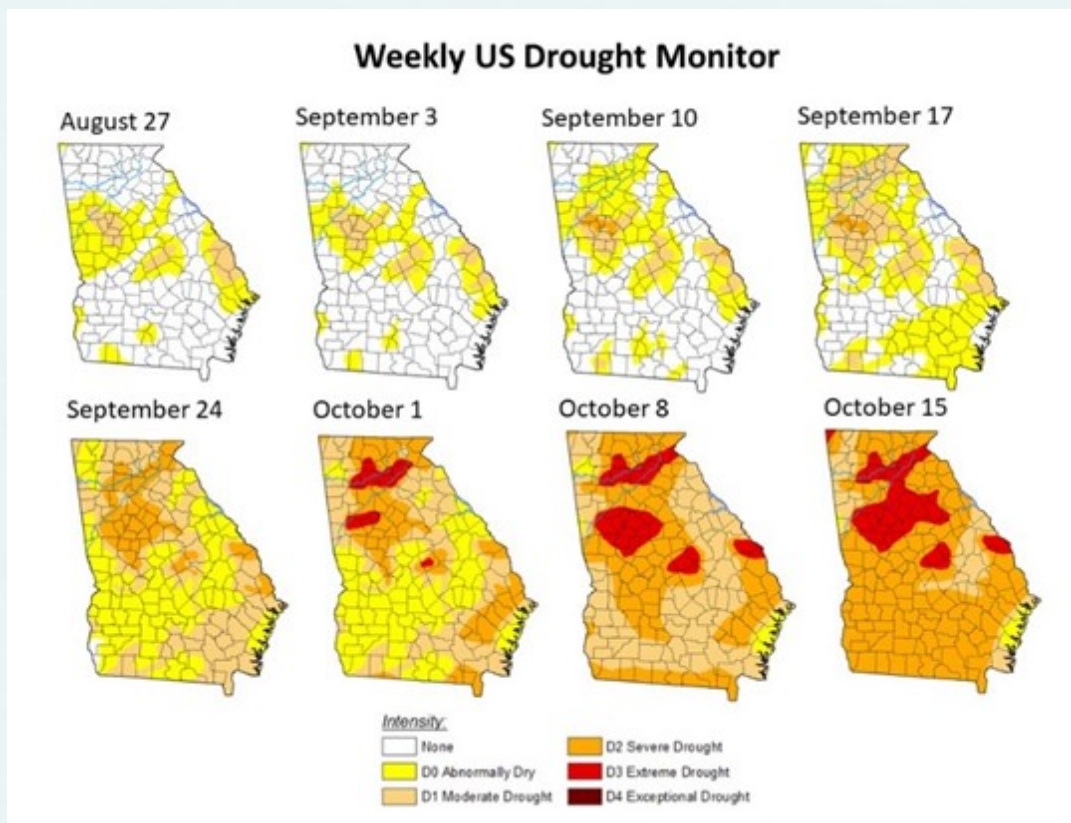 Weekly US Drought Monitor
August 27
September 3
September 10
September 17
September 24
October 1
October 8
October 15
Intensity:
None
D0 Abnormally Dry
D1 Moderate Drought
D2 Severe Drought
D3 Extreme Drought
D4 Exceptional Drought